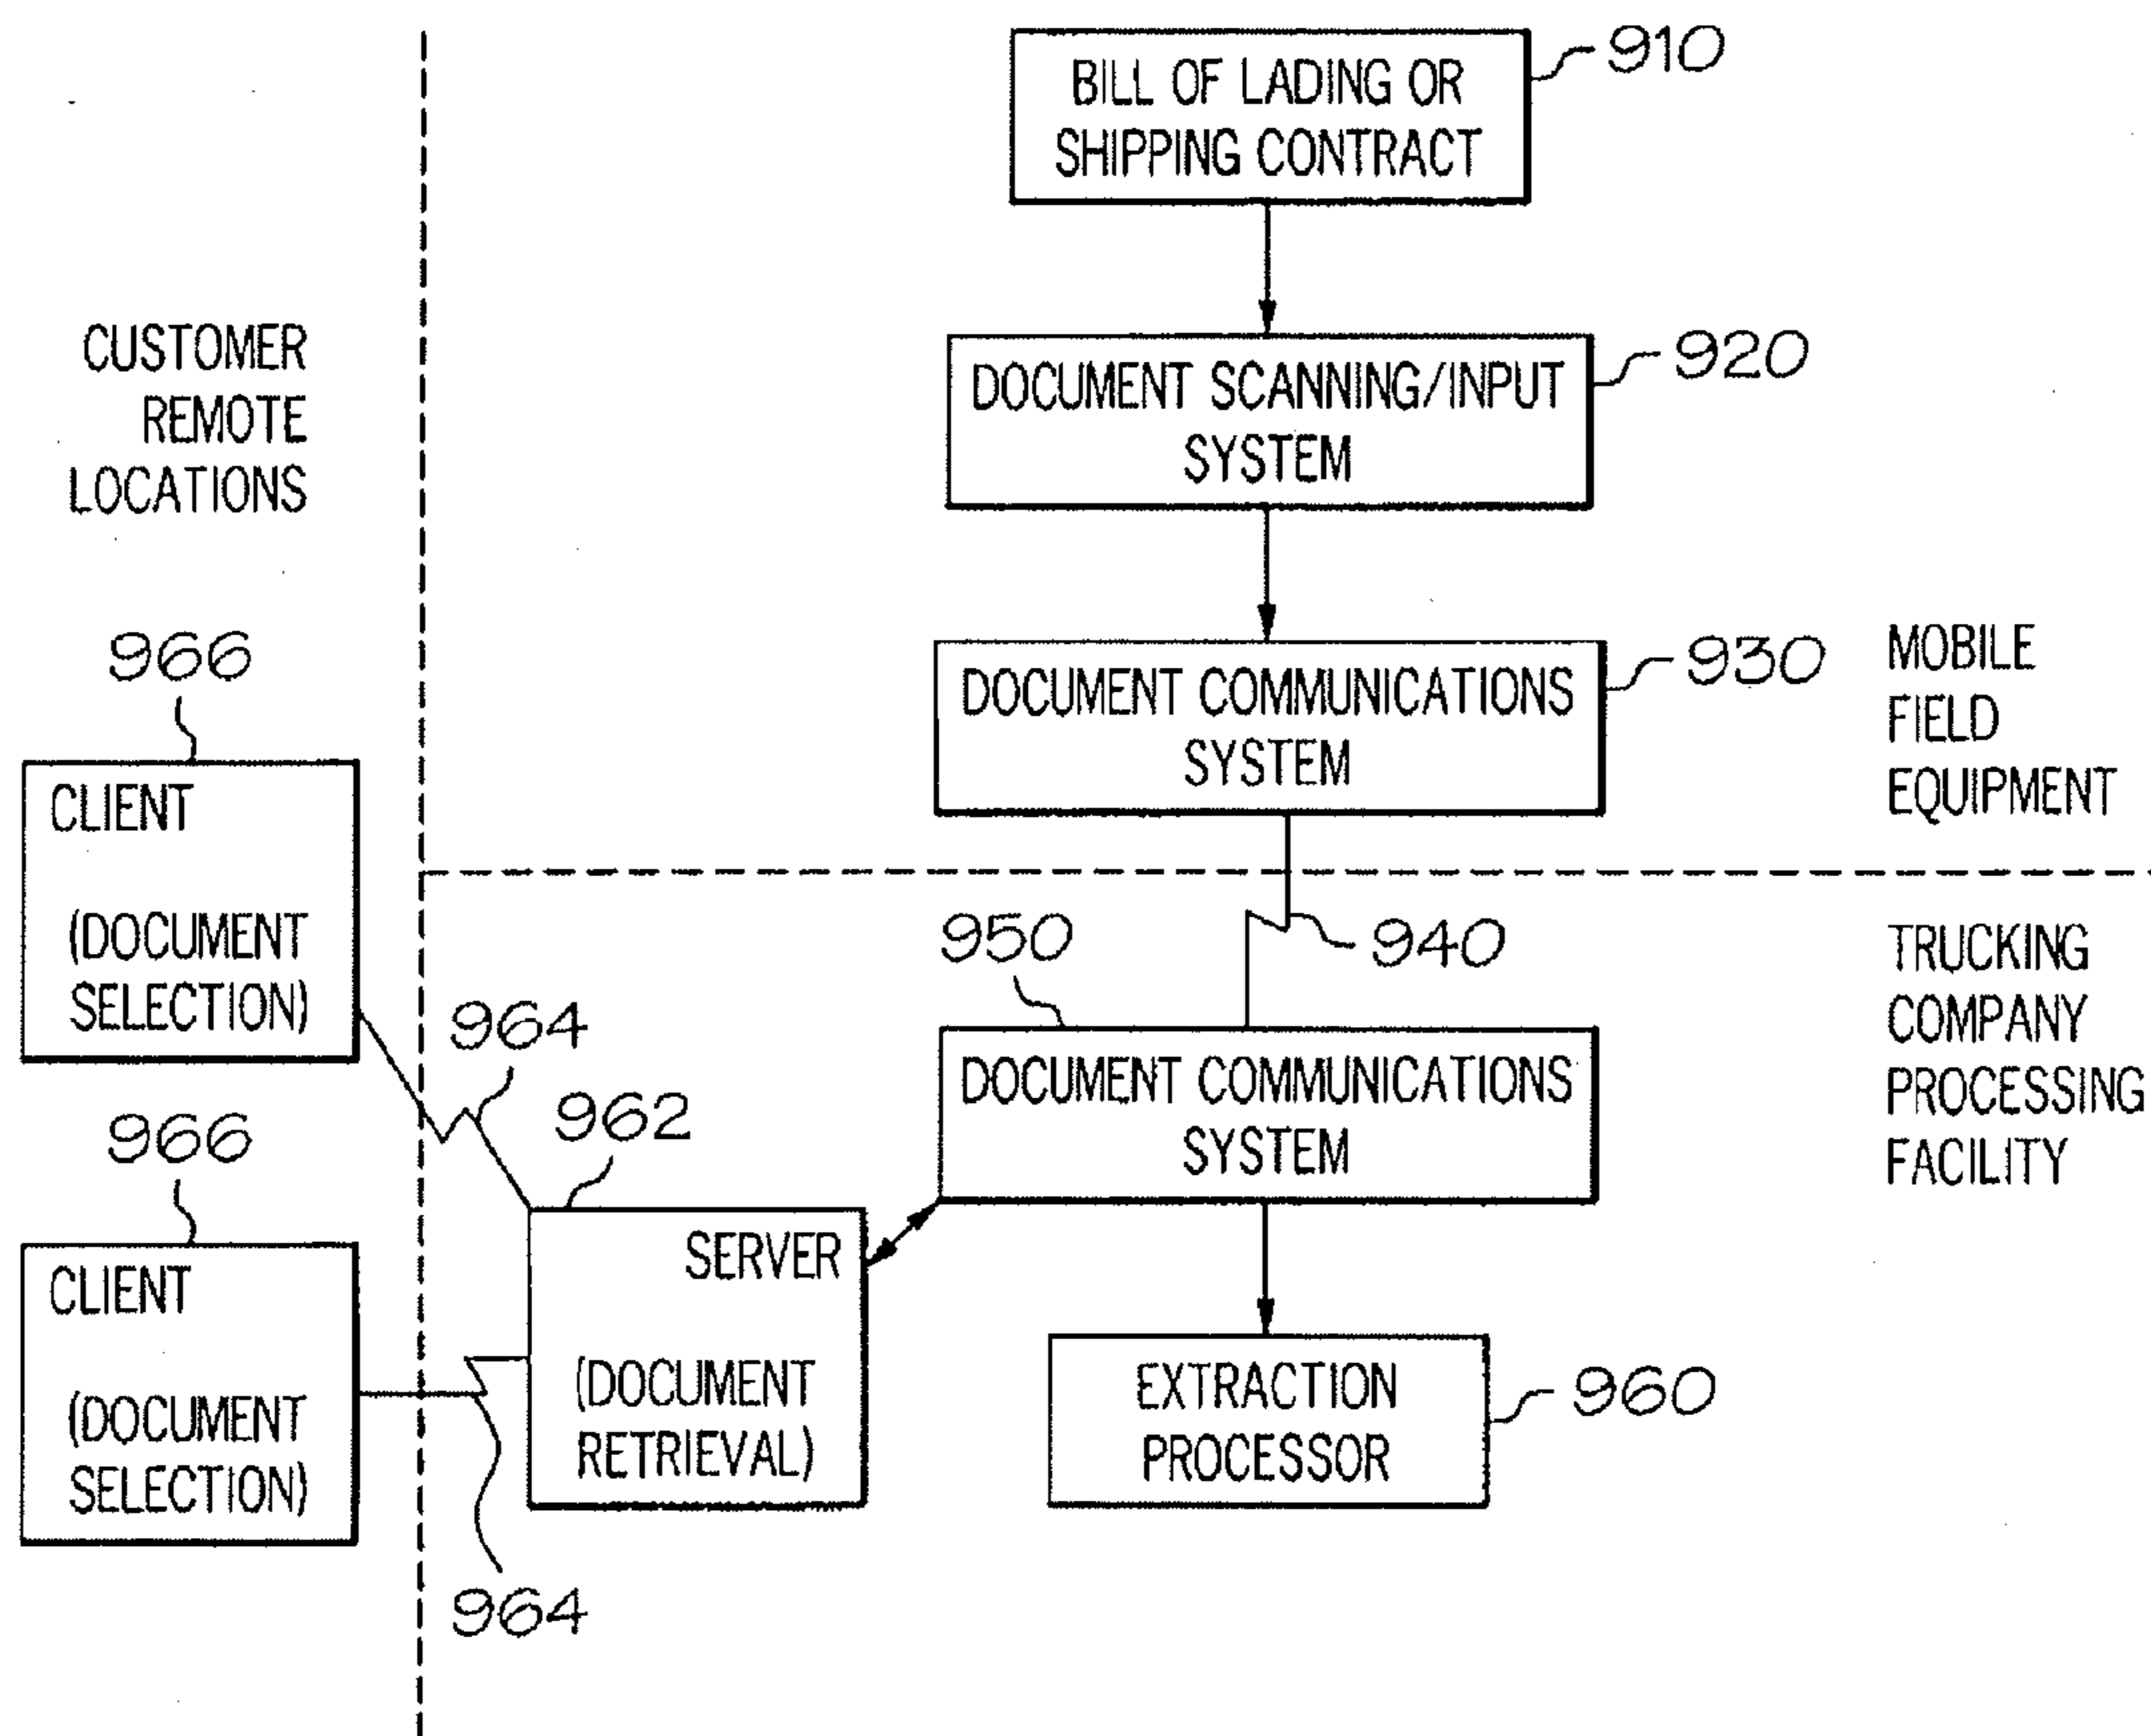 910
BILL OF LADING OR
SHIPPING CONTRACT
920
DOCUMENT SCANNING/INPUT
SYSTEM
CUSTOMER
REMOTE
LOCATIONS
930
DOCUMENT COMMUNICATIONS
SYSTEM
MOBILE
FIELD
EQUIPMENT
966
CLIENT
(DOCUMENT
SELECTION)
940
950
DOCUMENT COMMUNICATIONS
SYSTEM
TRUCKING
COMPANY
PROCESSING
FACILITY
964
962
SERVER
(DOCUMENT
RETRIEVAL)
966
CLIENT
(DOCUMENT
SELECTION)
964
EXTRACTION
PROCESSOR
960